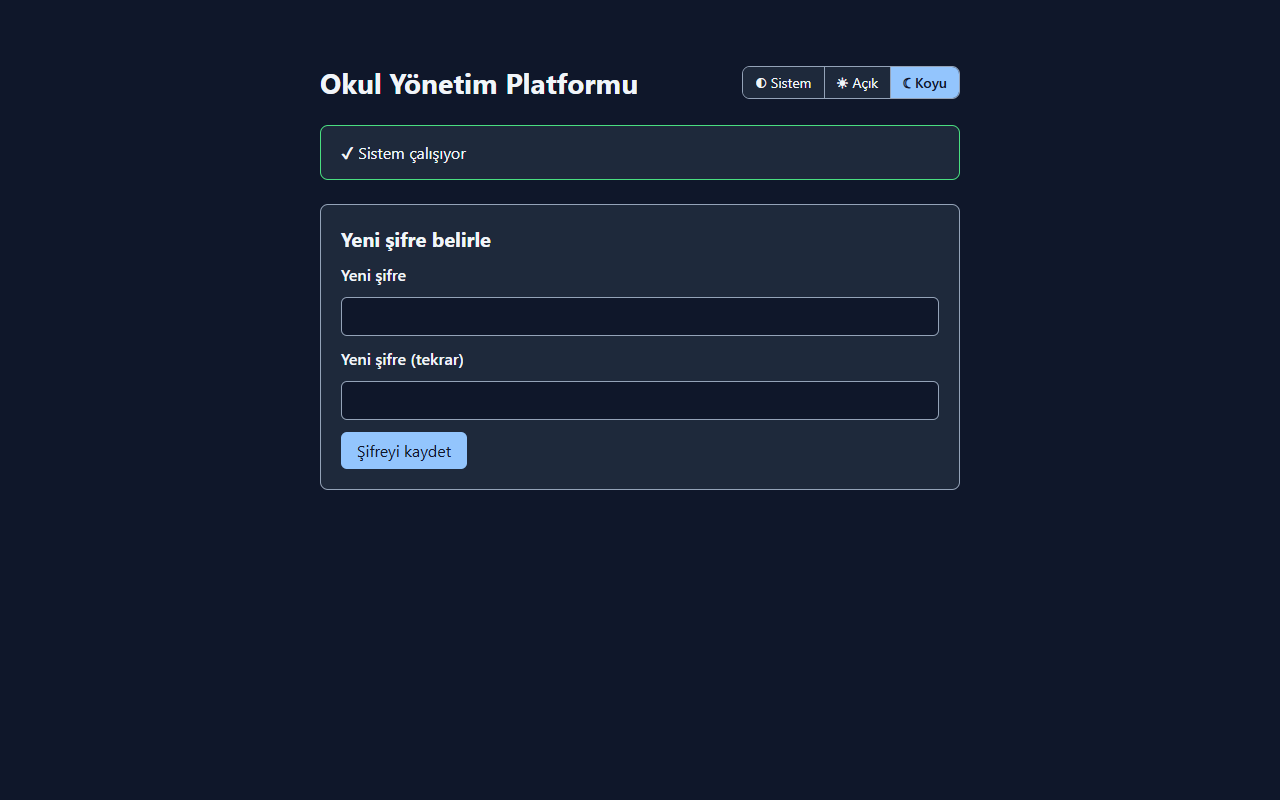 Okul Yönetim Platformu
◐ Sistem
☀ Açık
☾ Koyu
✔ Sistem çalışıyor
Yeni şifre belirle
Yeni şifre
Yeni şifre (tekrar)
Şifreyi kaydet